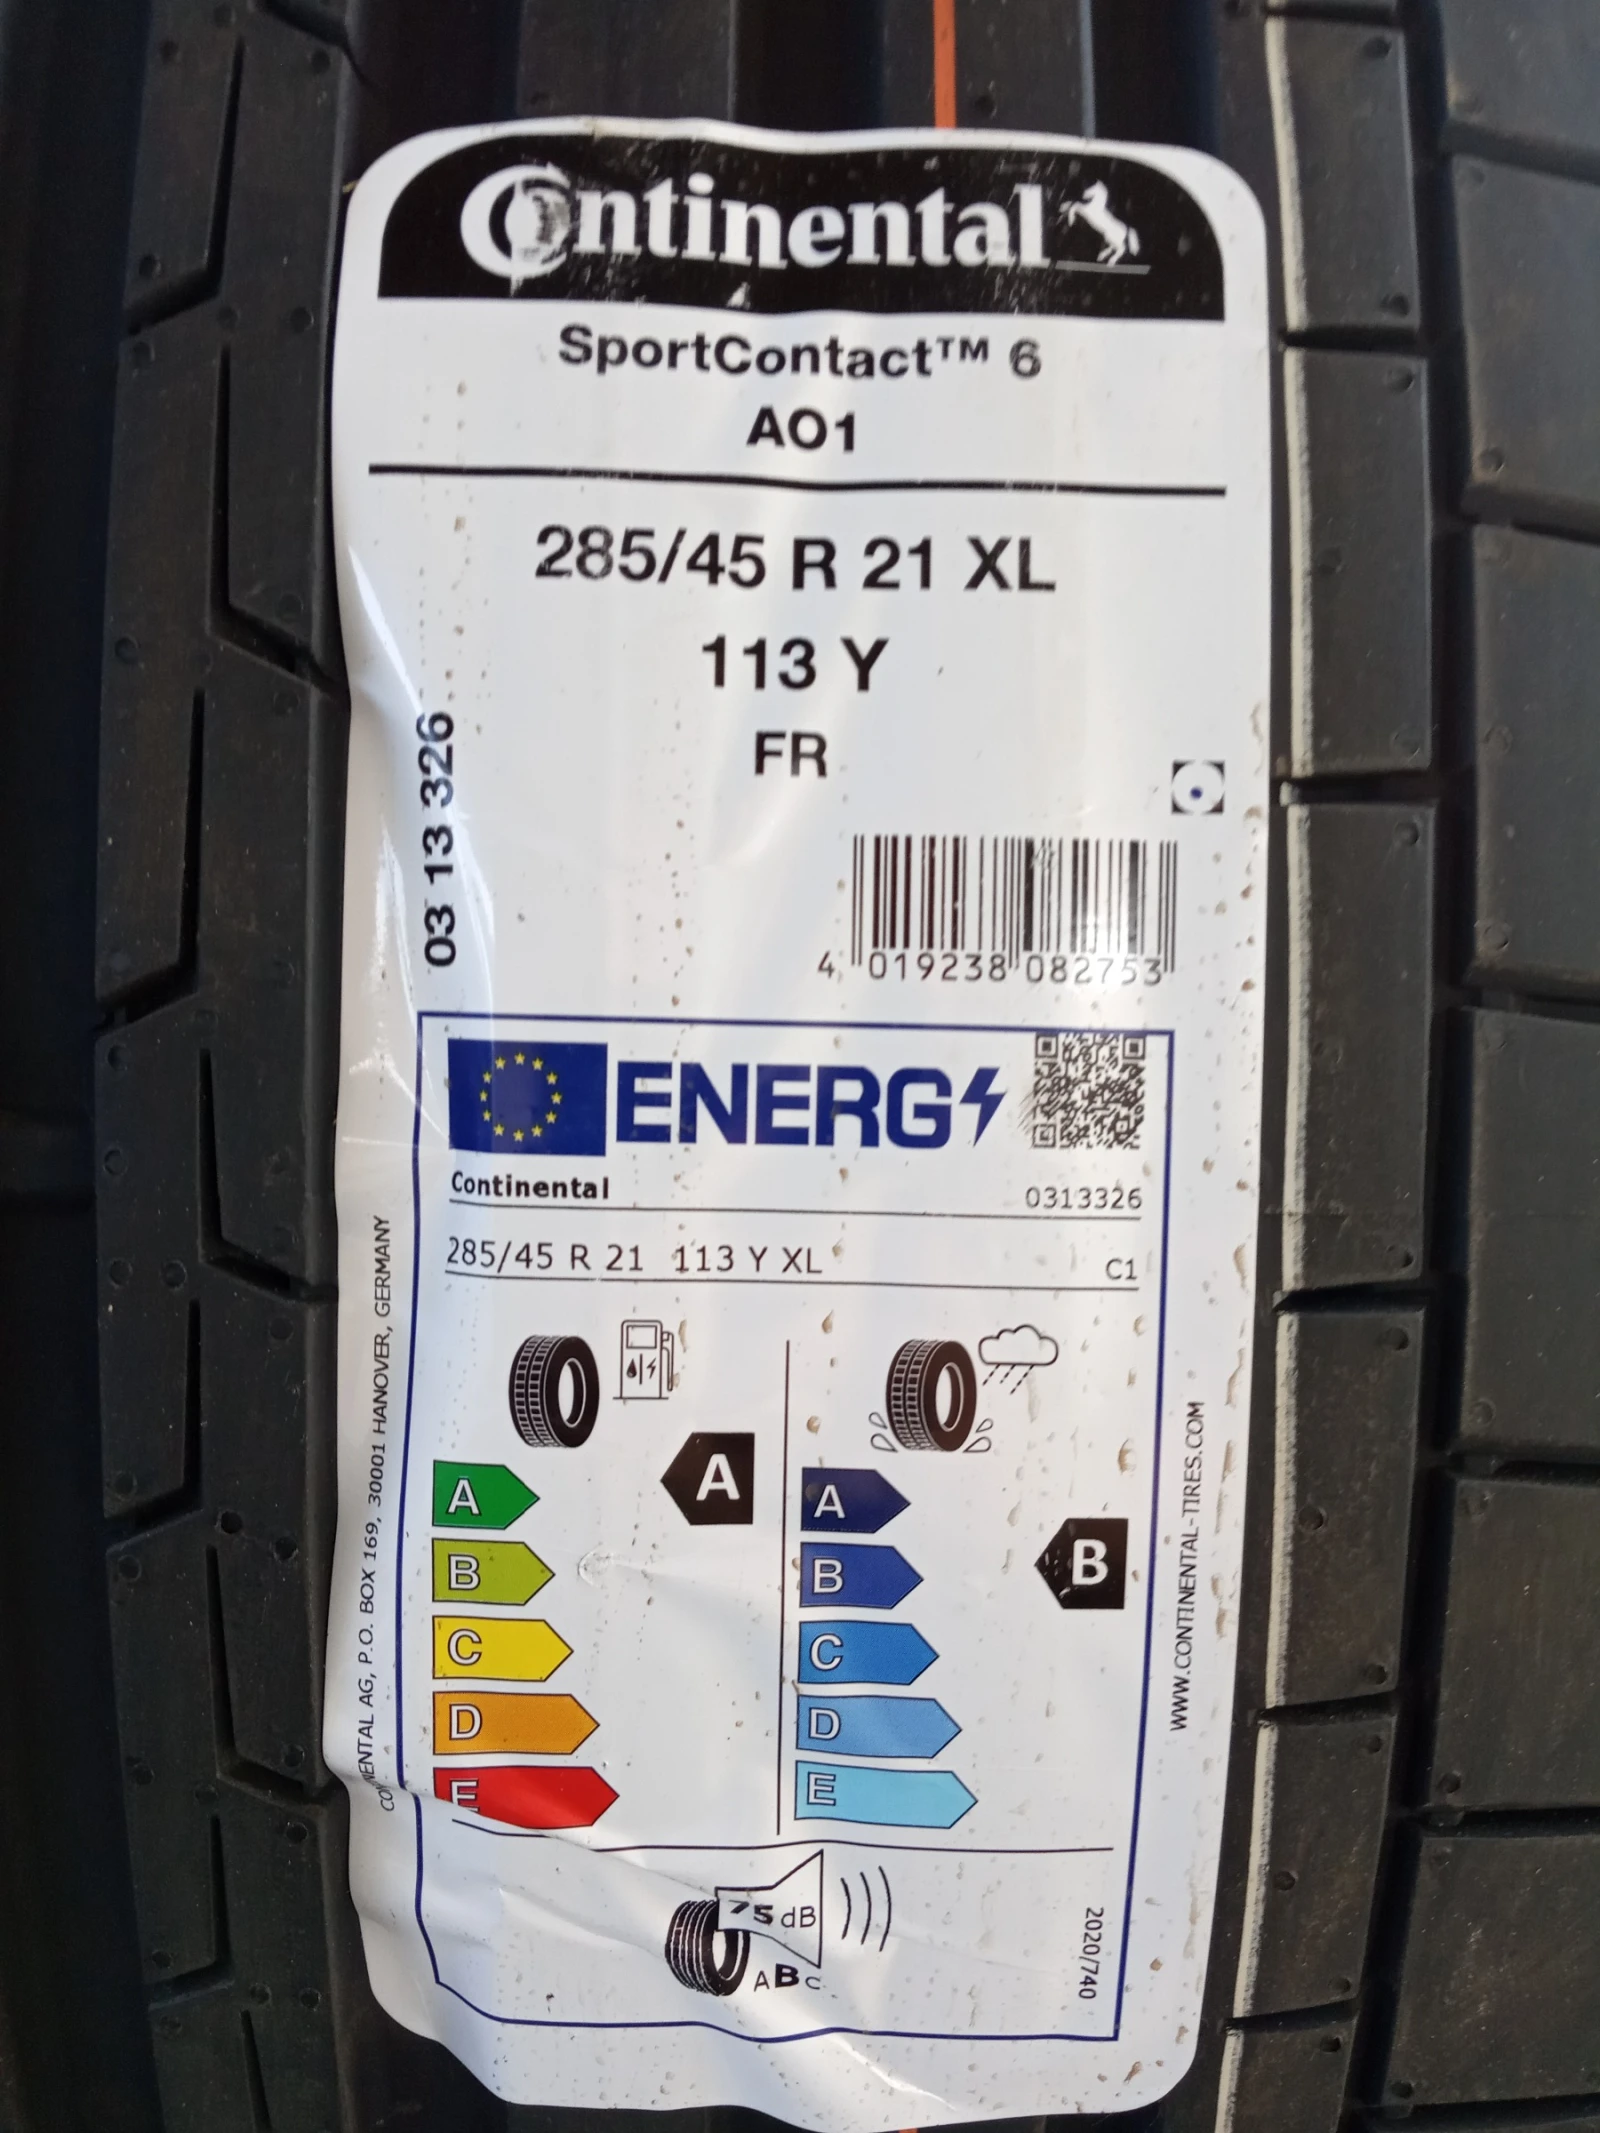 Continental
SportContact™ 6
AO1
285/45 R 21 XL
113 Y
FR
03 13 326
4 019238 082753
ENERG
Continental
0313326
285/45 R 21 113 Y XL
C1
A
B
C
D
E
A
A
B
C
D
E
B
75 dB
ABC
2020/740
CONTINENTAL AG, P.O. BOX 169, 30001 HANOVER, GERMANY
WWW.CONTINENTAL-TIRES.COM